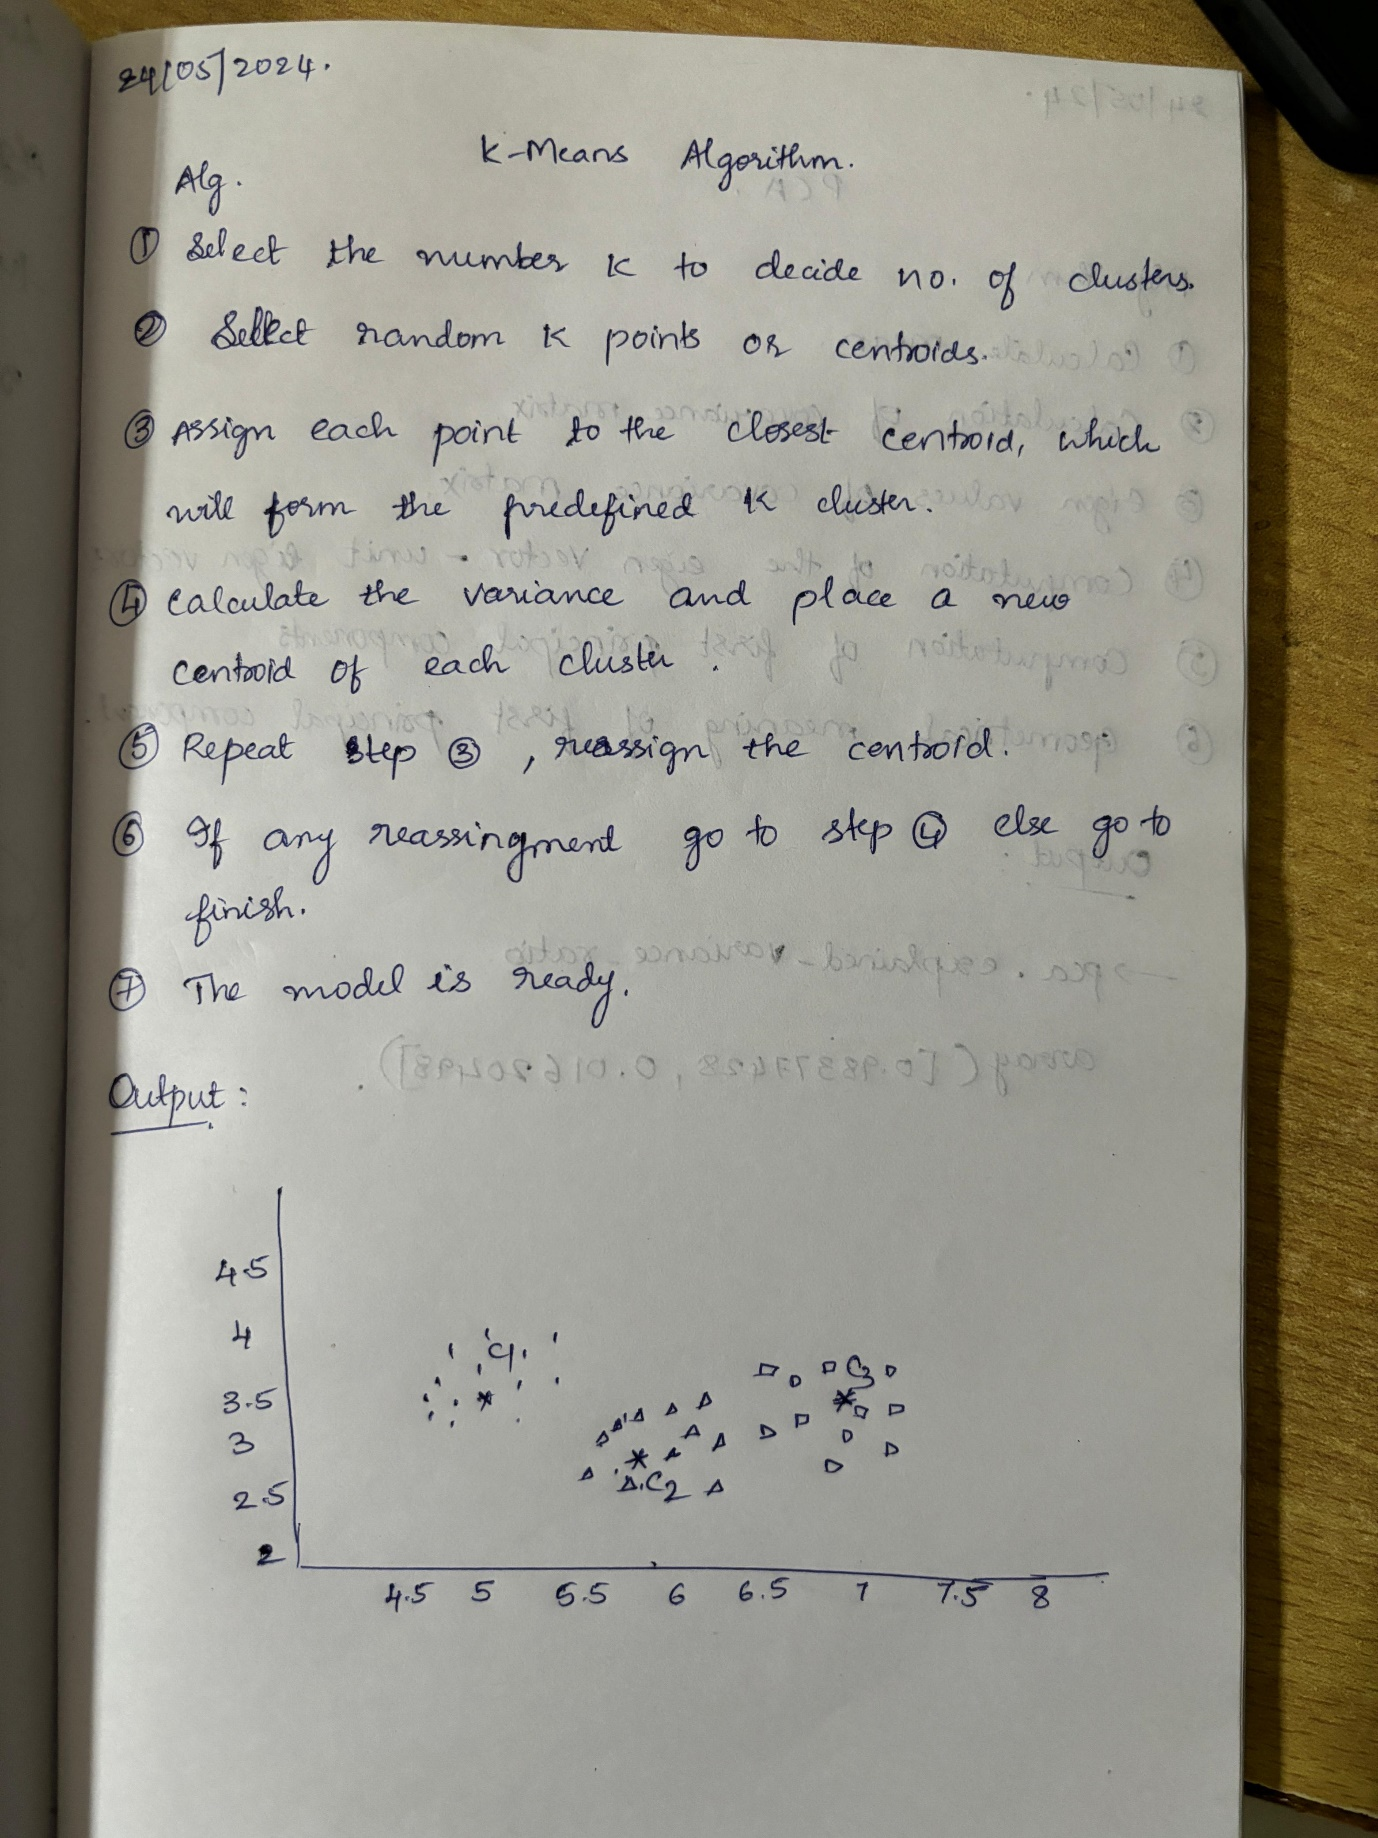 24/05/2024.
K-Means Algorithm.
Alg.
① Select the number K to decide no. of clusters.
② Select random K points or centroids.
③ Assign each point to the closest centroid, which
will form the predefined K cluster.
④ Calculate the variance and place a new
centroid of each cluster.
⑤ Repeat step ③, reassign the centroid.
⑥ If any reassingment go to step ④ else go to
finish.
⑦ The model is ready.
Output:
4.5
4
3.5
3
2.5
2
C1
C2
C3
4.5 5 5.5 6 6.5 7 7.5 8